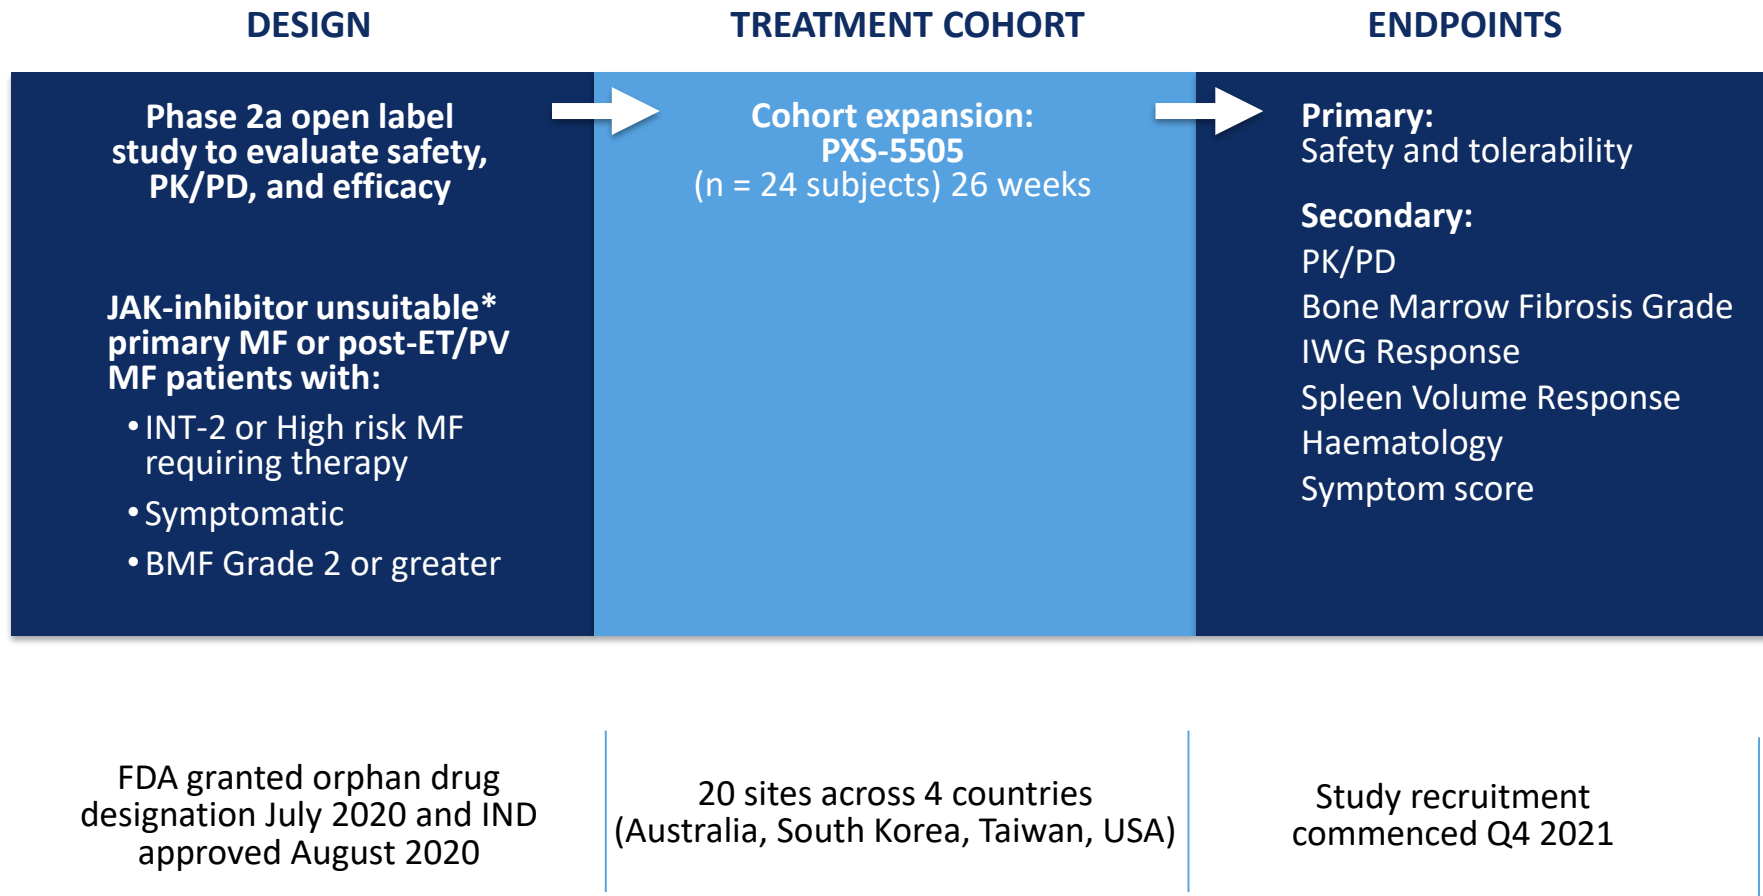 DESIGN
TREATMENT COHORT
ENDPOINTS
Phase 2a open label
study to evaluate safety,
PK/PD, and efficacy
JAK-inhibitor unsuitable*
primary MF or post-ET/PV
MF patients with:
• INT-2 or High risk MF
requiring therapy
• Symptomatic
• BMF Grade 2 or greater
Cohort expansion:
PXS-5505
(n = 24 subjects) 26 weeks
Primary:
Safety and tolerability
Secondary:
PK/PD
Bone Marrow Fibrosis Grade
IWG Response
Spleen Volume Response
Haematology
Symptom score
FDA granted orphan drug
designation July 2020 and IND
approved August 2020
20 sites across 4 countries
(Australia, South Korea, Taiwan, USA)
Study recruitment
commenced Q4 2021